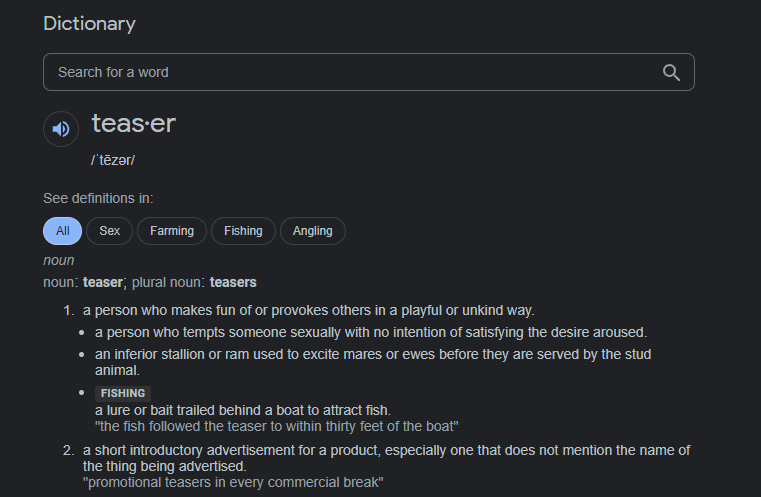 Dictionary
Search for a word
teas·er
/ˈtēzər/
See definitions in:
All Sex Farming Fishing Angling
noun
noun: teaser; plural noun: teasers
1. a person who makes fun of or provokes others in a playful or unkind way.
• a person who tempts someone sexually with no intention of satisfying the desire aroused.
• an inferior stallion or ram used to excite mares or ewes before they are served by the stud
animal.
• FISHING
a lure or bait trailed behind a boat to attract fish.
"the fish followed the teaser to within thirty feet of the boat"
2. a short introductory advertisement for a product, especially one that does not mention the name of
the thing being advertised.
"promotional teasers in every commercial break"